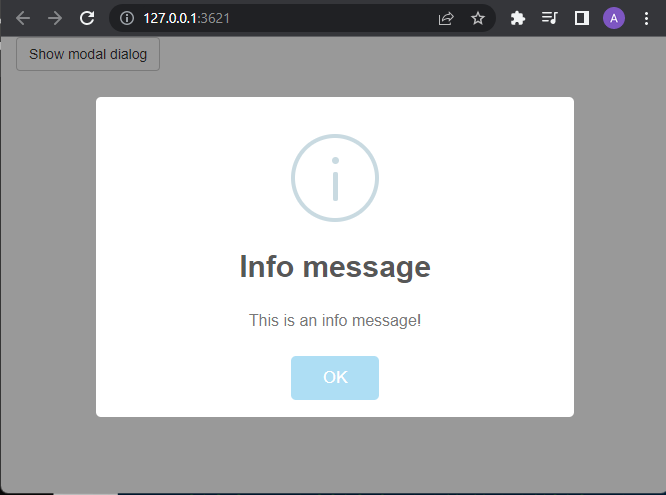 127.0.0.1:3621
A
Show modal dialog
Info message
This is an info message!
OK